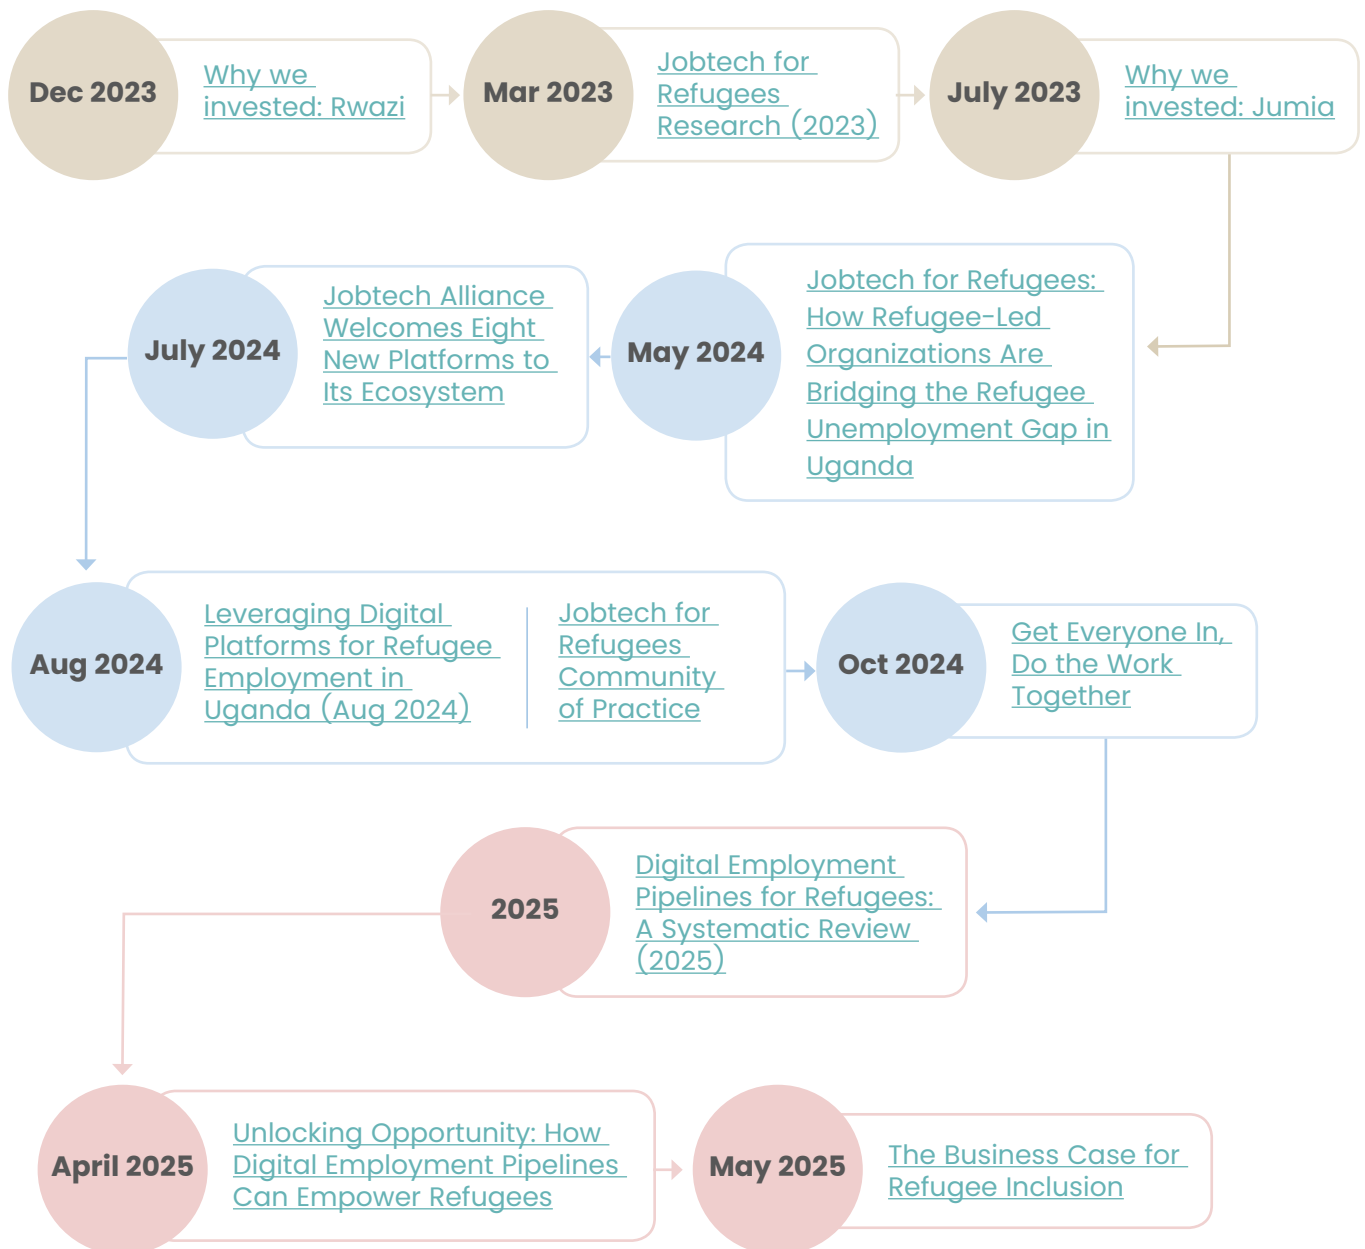 Dec 2023
Why we
invested: Rwazi
Mar 2023
Jobtech for
Refugees
Research (2023)
July 2023
Why we
invested: Jumia
May 2024
Jobtech for Refugees:
How Refugee-Led
Organizations Are
Bridging the Refugee
Unemployment Gap in
Uganda
July 2024
Jobtech Alliance
Welcomes Eight
New Platforms to
Its Ecosystem
Aug 2024
Leveraging Digital
Platforms for Refugee
Employment in
Uganda (Aug 2024)
Jobtech for
Refugees
Community
of Practice
Oct 2024
Get Everyone In,
Do the Work
Together
2025
Digital Employment
Pipelines for Refugees:
A Systematic Review
(2025)
April 2025
Unlocking Opportunity: How
Digital Employment Pipelines
Can Empower Refugees
May 2025
The Business Case for
Refugee Inclusion